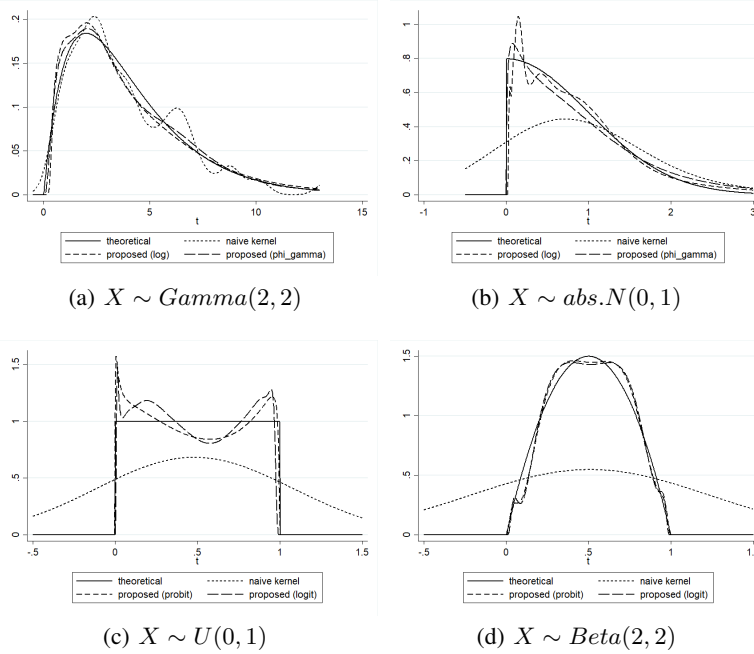 .2
.15
.1
.05
0
0
5
10
15
t
theoretical
naive kernel
proposed (log)
proposed (phi_gamma)
(a) X ∼ Gamma(2, 2)
1
.8
.6
.4
.2
0
-1
0
1
2
3
t
theoretical
naive kernel
proposed (log)
proposed (phi_gamma)
(b) X ∼ abs.N(0, 1)
1.5
1
.5
0
-.5
0
.5
1
1.5
t
theoretical
naive kernel
proposed (probit)
proposed (logit)
(c) X ∼ U(0, 1)
1.5
1
.5
0
-.5
0
.5
1
1.5
t
theoretical
naive kernel
proposed (probit)
proposed (logit)
(d) X ∼ Beta(2, 2)